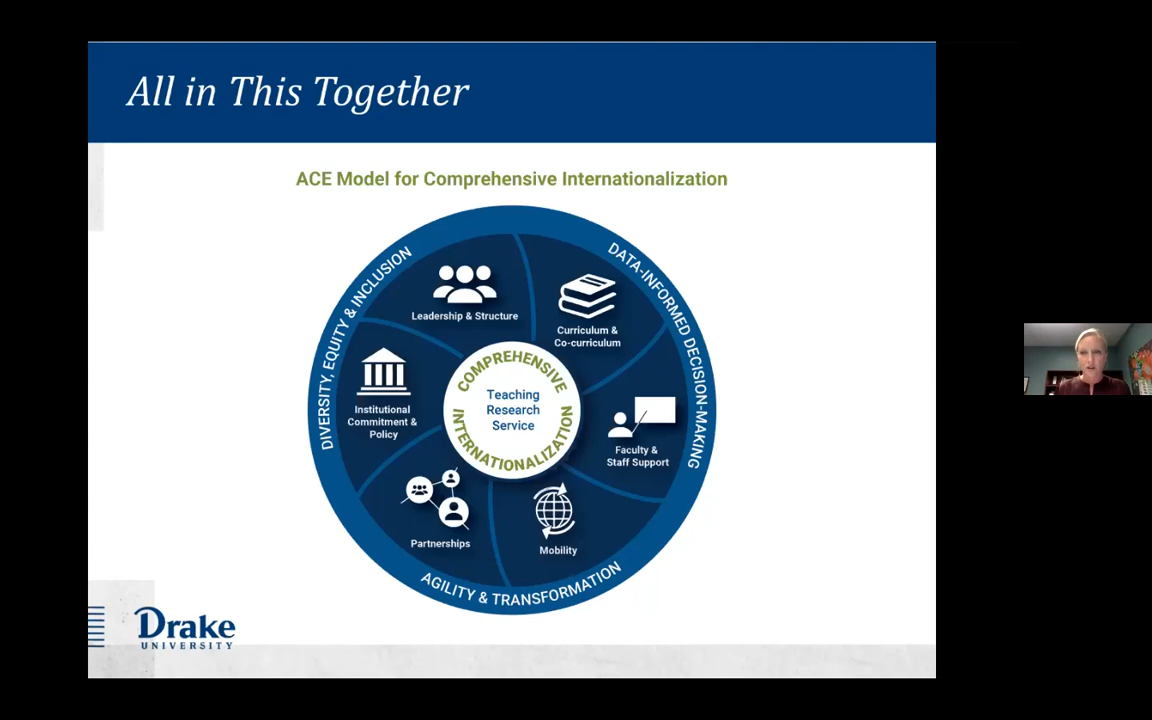 All in This Together
ACE Model for Comprehensive Internationalization
DIVERSITY, EQUITY & INCLUSION
DATA-INFORMED DECISION-MAKING
AGILITY & TRANSFORMATION
Leadership & Structure
Curriculum &
Co-curriculum
Institutional
Commitment &
Policy
COMPREHENSIVE
Teaching
Research
Service
INTERNATIONALIZATION
Faculty &
Staff Support
Partnerships
Mobility
Drake
UNIVERSITY